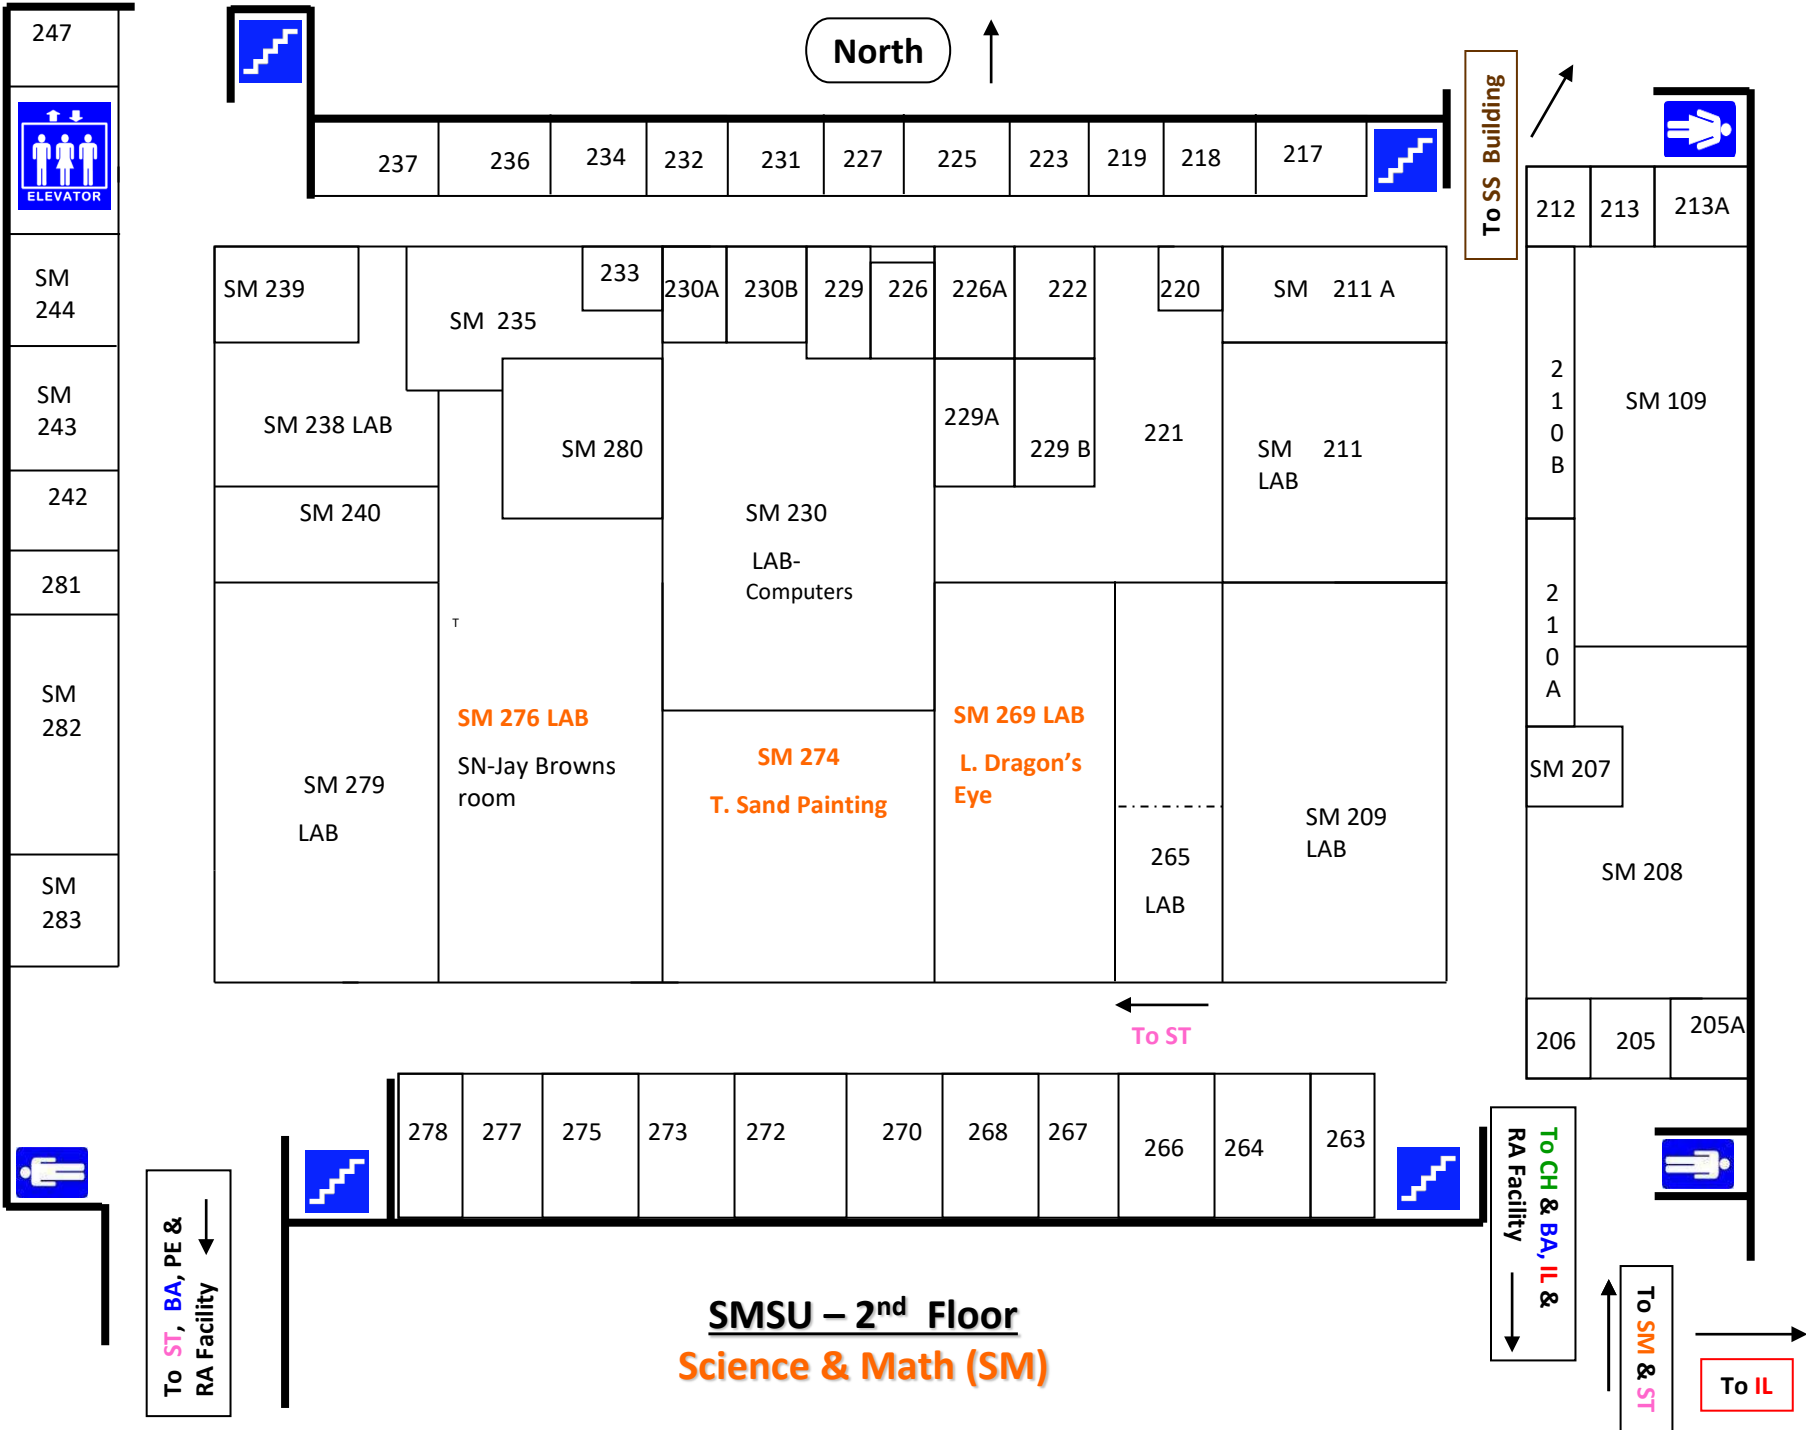 247
North
To SS Building
ELEVATOR
237
236
234
232
231
227
225
223
219
218
217
212
213
213A
SM
244
SM 239
SM 235
233
230A
230B
229
226
226A
222
220
SM 211 A
SM
243
SM 238 LAB
SM 280
229A
229 B
221
SM 211
LAB
2
1
0
B
SM 109
242
SM 240
SM 230
LAB-
Computers
281
T
2
1
0
A
SM
282
SM 276 LAB
SN-Jay Browns
room
SM 274
T. Sand Painting
SM 269 LAB
L. Dragon's
Eye
SM 207
SM 279
LAB
265
LAB
SM 209
LAB
SM 208
SM
283
To ST
206
205
205A
278
277
275
273
272
270
268
267
266
264
263
To ST, BA, PE &
RA Facility
To CH & BA, IL &
RA Facility
SMSU – 2nd Floor
Science & Math (SM)
To SM & ST
To IL